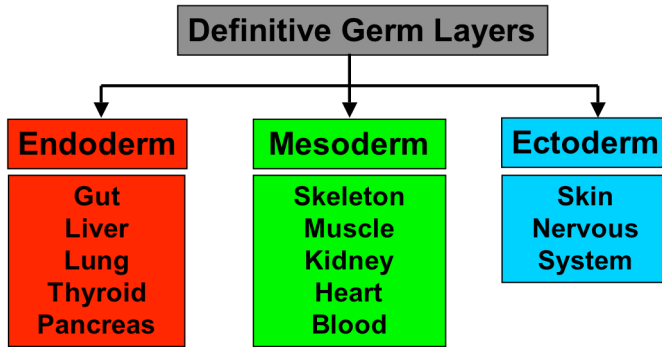 Definitive Germ Layers
Endoderm
Gut
Liver
Lung
Thyroid
Pancreas
Mesoderm
Skeleton
Muscle
Kidney
Heart
Blood
Ectoderm
Skin
Nervous
System